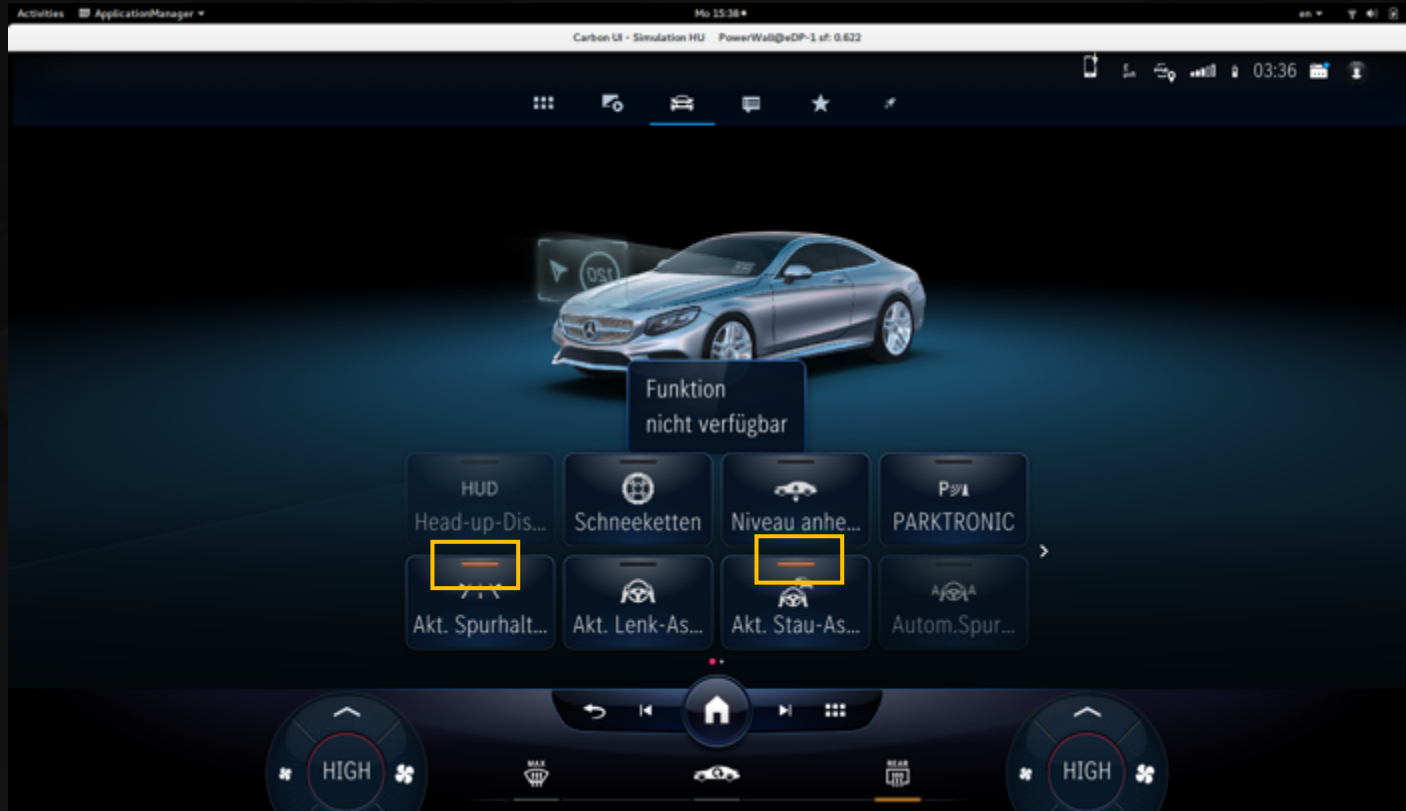 Activities ApplicationManager Mo 15:38 en
Carbon UI - Simulation HU PowerWall@eDP-1 sf: 0.622
03:36
Funktion
nicht verfügbar
HUD
Head-up-Dis...
Schneeketten
Niveau anhe...
P
PARKTRONIC
Akt. Spurhalt...
Akt. Lenk-As...
Akt. Stau-As...
A A
Autom.Spur...
HIGH
MAX
REAR
HIGH